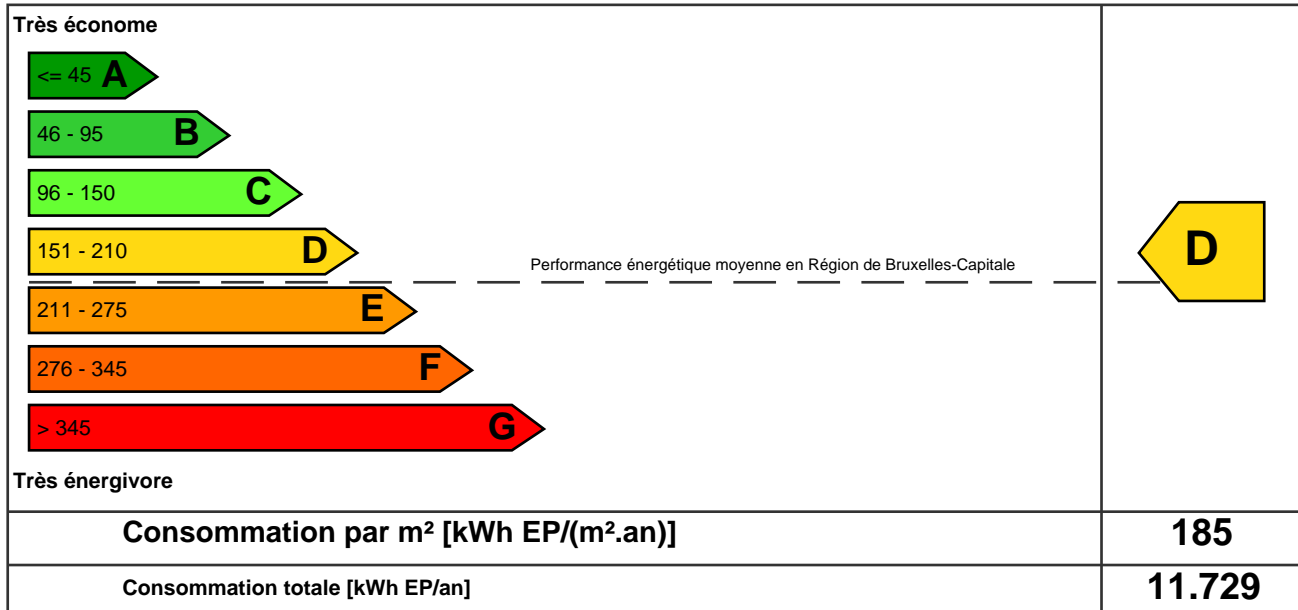 Très économe
<= 45 A
46 - 95 B
96 - 150 C
151 - 210 D
Performance énergétique moyenne en Région de Bruxelles-Capitale
D
211 - 275 E
276 - 345 F
> 345 G
Très énergivore
Consommation par m² [kWh EP/(m².an)] 185
Consommation totale [kWh EP/an] 11.729